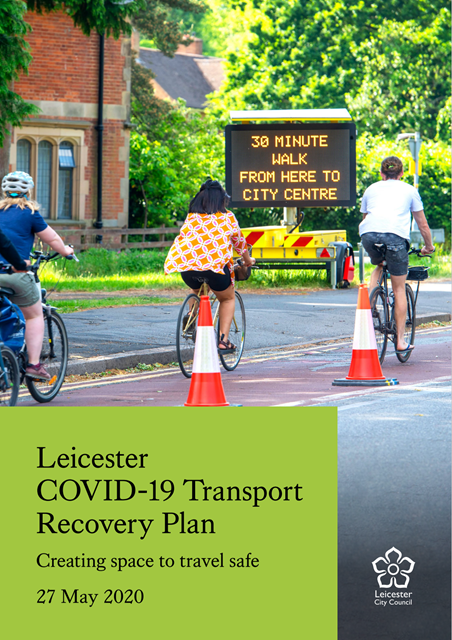 30 MINUTE
WALK
FROM HERE TO
CITY CENTRE
Leicester
COVID-19 Transport
Recovery Plan
Creating space to travel safe
27 May 2020
Leicester
City Council